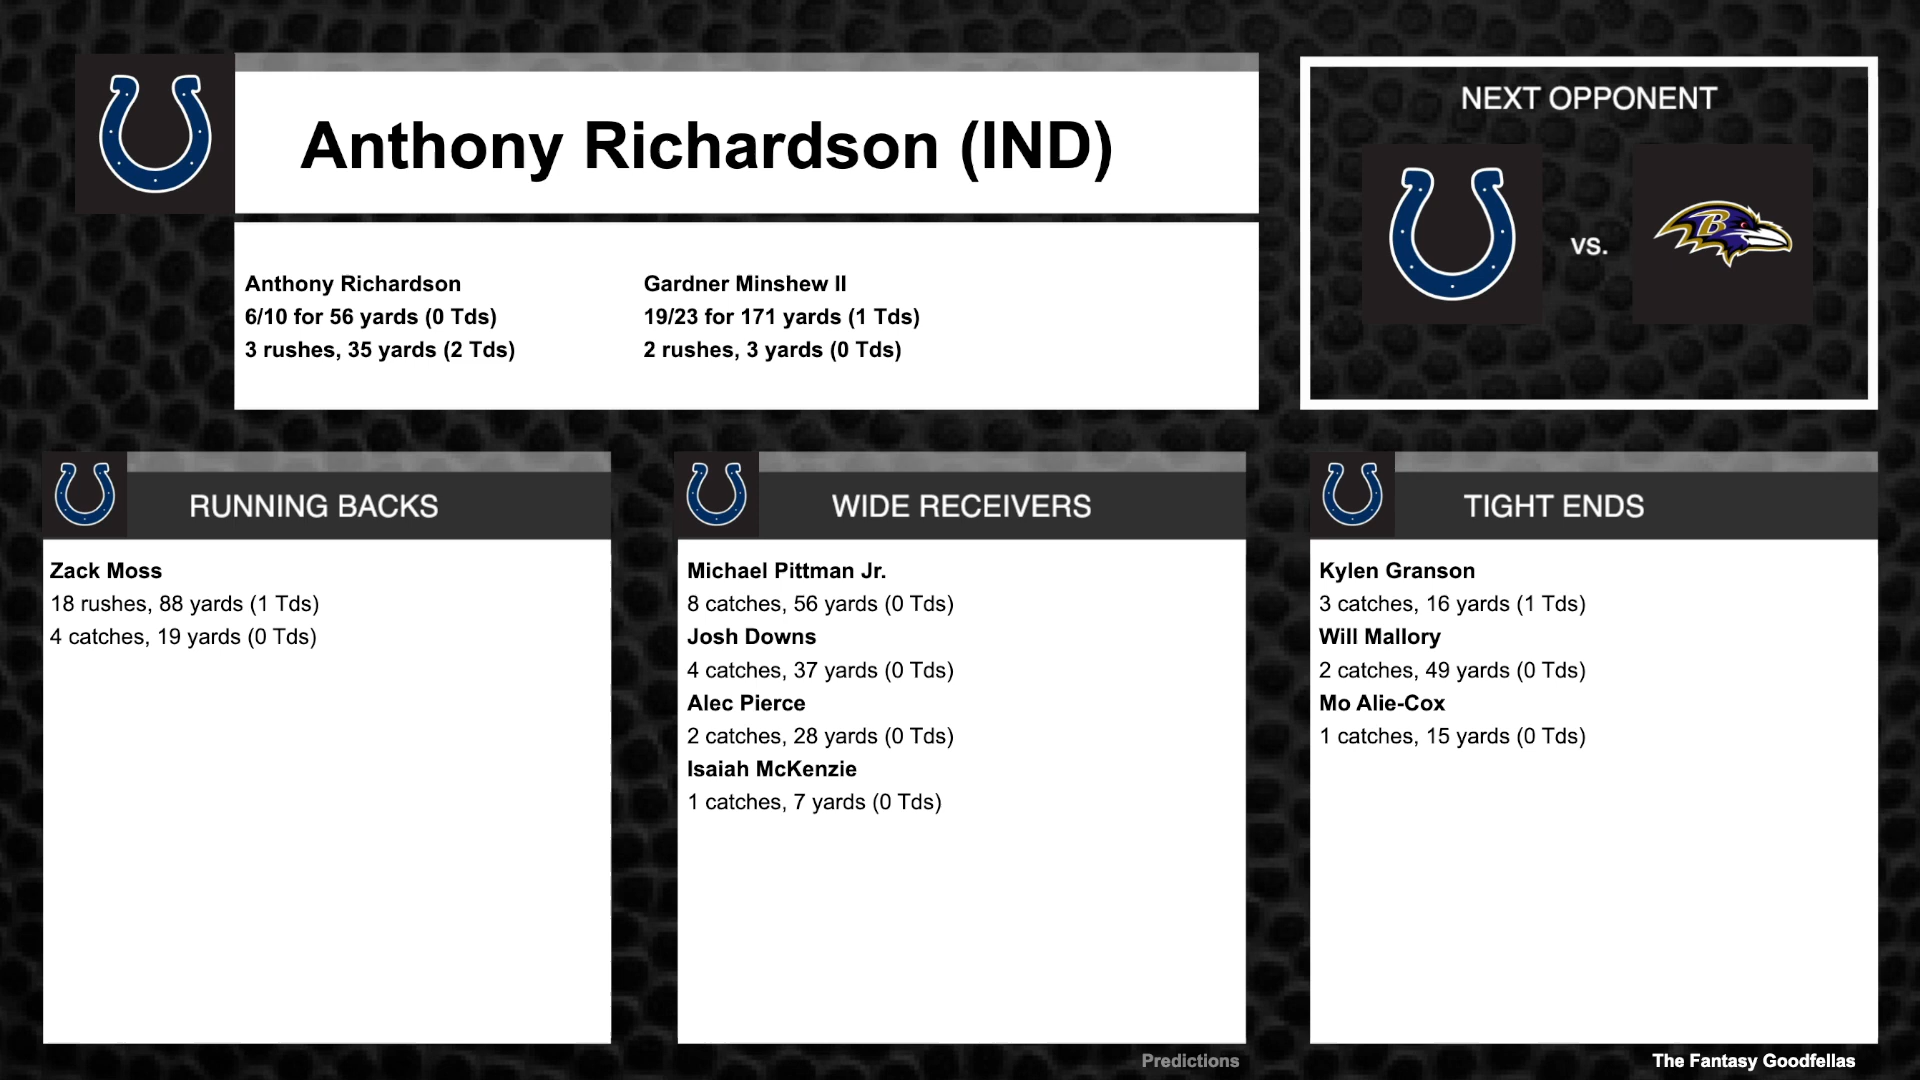 Anthony Richardson (IND)
NEXT OPPONENT
VS.
B
Anthony Richardson
6/10 for 56 yards (0 Tds)
3 rushes, 35 yards (2 Tds)
Gardner Minshew II
19/23 for 171 yards (1 Tds)
2 rushes, 3 yards (0 Tds)
RUNNING BACKS
Zack Moss
18 rushes, 88 yards (1 Tds)
4 catches, 19 yards (0 Tds)
WIDE RECEIVERS
Michael Pittman Jr.
8 catches, 56 yards (0 Tds)
Josh Downs
4 catches, 37 yards (0 Tds)
Alec Pierce
2 catches, 28 yards (0 Tds)
Isaiah McKenzie
1 catches, 7 yards (0 Tds)
TIGHT ENDS
Kylen Granson
3 catches, 16 yards (1 Tds)
Will Mallory
2 catches, 49 yards (0 Tds)
Mo Alie-Cox
1 catches, 15 yards (0 Tds)
Predictions
The Fantasy Goodfellas